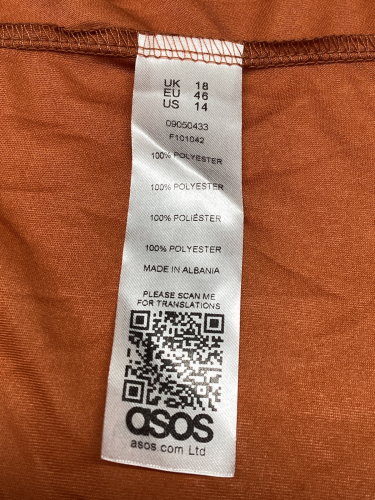 UK 18
EU 46
US 14
09050433
F101042
100% POLYESTER
100% POLYESTER
100% POLIÉSTER
100% POLYESTER
MADE IN ALBANIA
PLEASE SCAN ME
FOR TRANSLATIONS
asos
asos.com Ltd